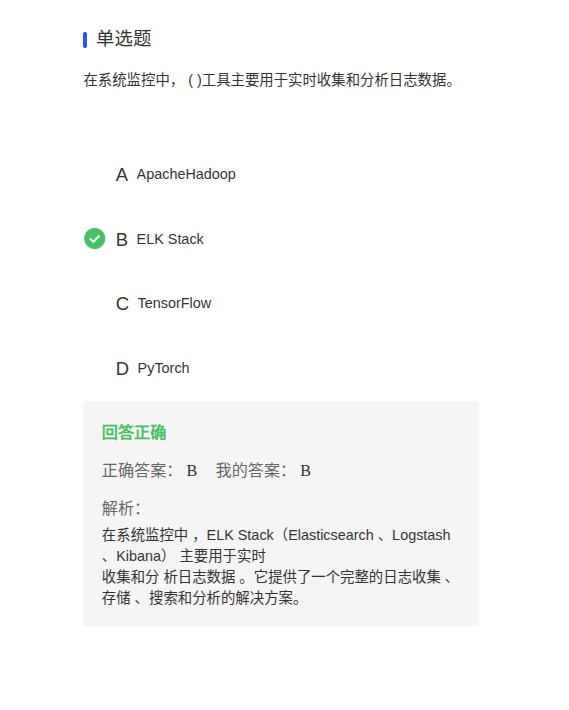 单选题
在系统监控中， ( )工具主要用于实时收集和分析日志数据。
A ApacheHadoop
B ELK Stack
C TensorFlow
D PyTorch
回答正确
正确答案： B 我的答案： B
解析：
在系统监控中 ，ELK Stack（Elasticsearch 、Logstash
、Kibana） 主要用于实时
收集和分 析日志数据 。它提供了一个完整的日志收集 、
存储 、搜索和分析的解决方案。